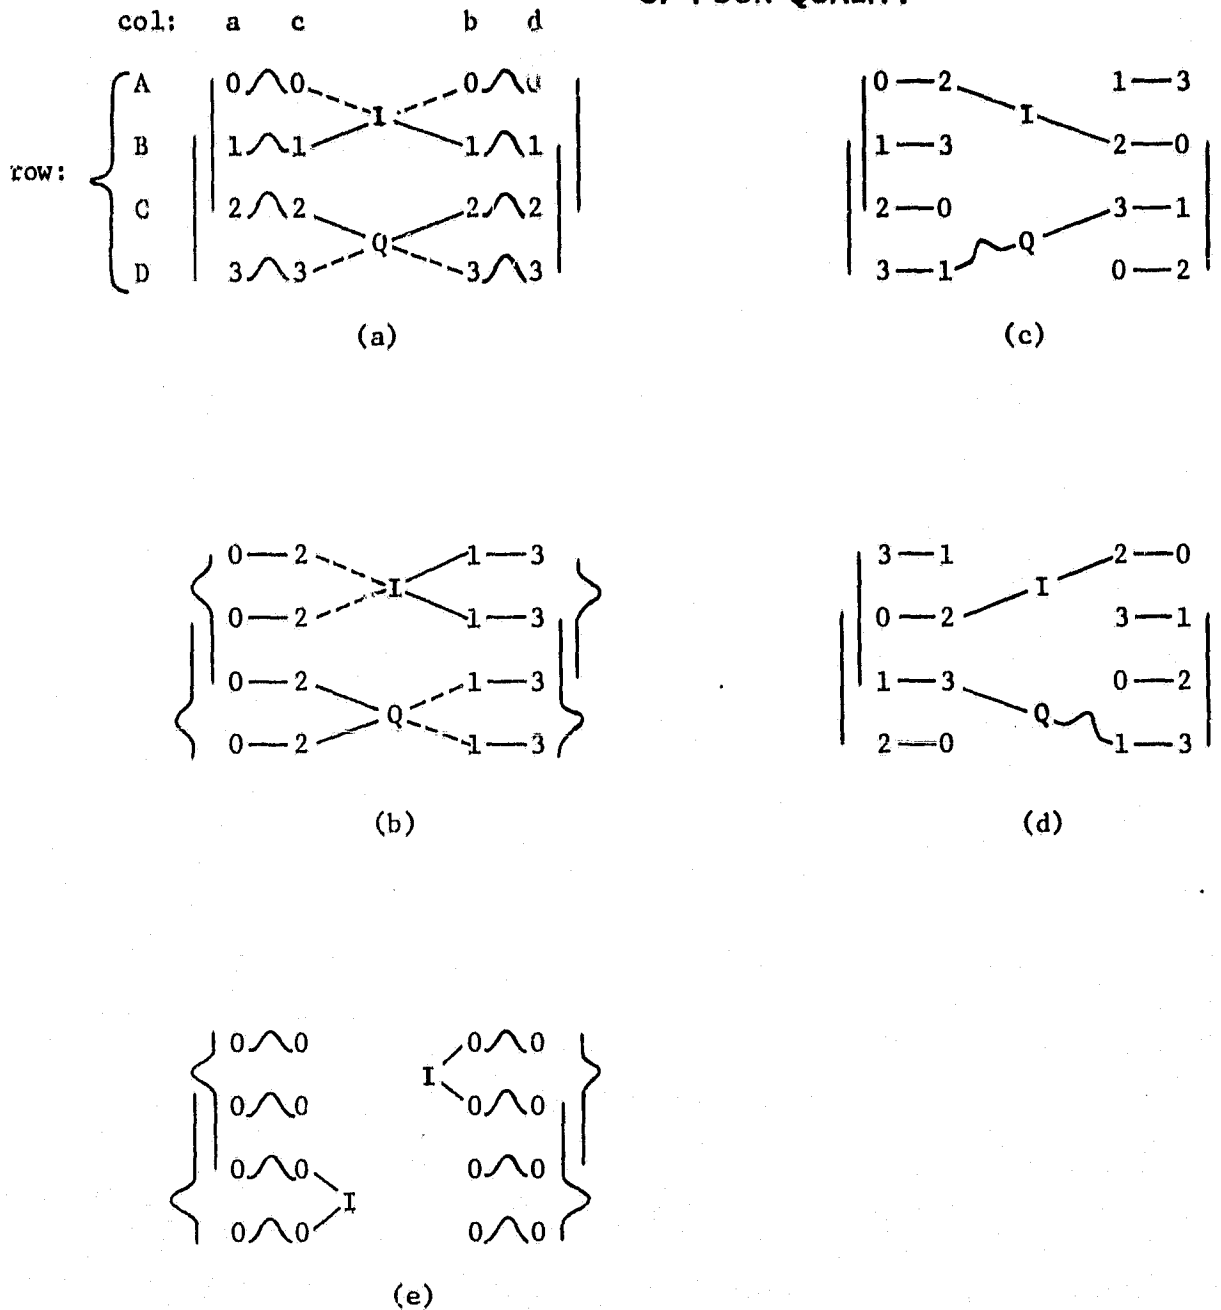 col: a c b d
A 0 0 0 0 0 2 1 3
I I
B 1 1 1 1 1 3 2 0
row:
C 2 2 2 2 2 0 3 1
Q Q
D 3 3 3 3 3 1 0 2
(a) (c)
0 2 1 3 3 1 2 0
I I
0 2 1 3 0 2 3 1
0 2 1 3 1 3 0 2
Q Q
0 2 1 3 2 0 1 3
(b) (d)
0 0 0 0
I
0 0 0 0
0 0 0 0
I
0 0 0 0
(e)